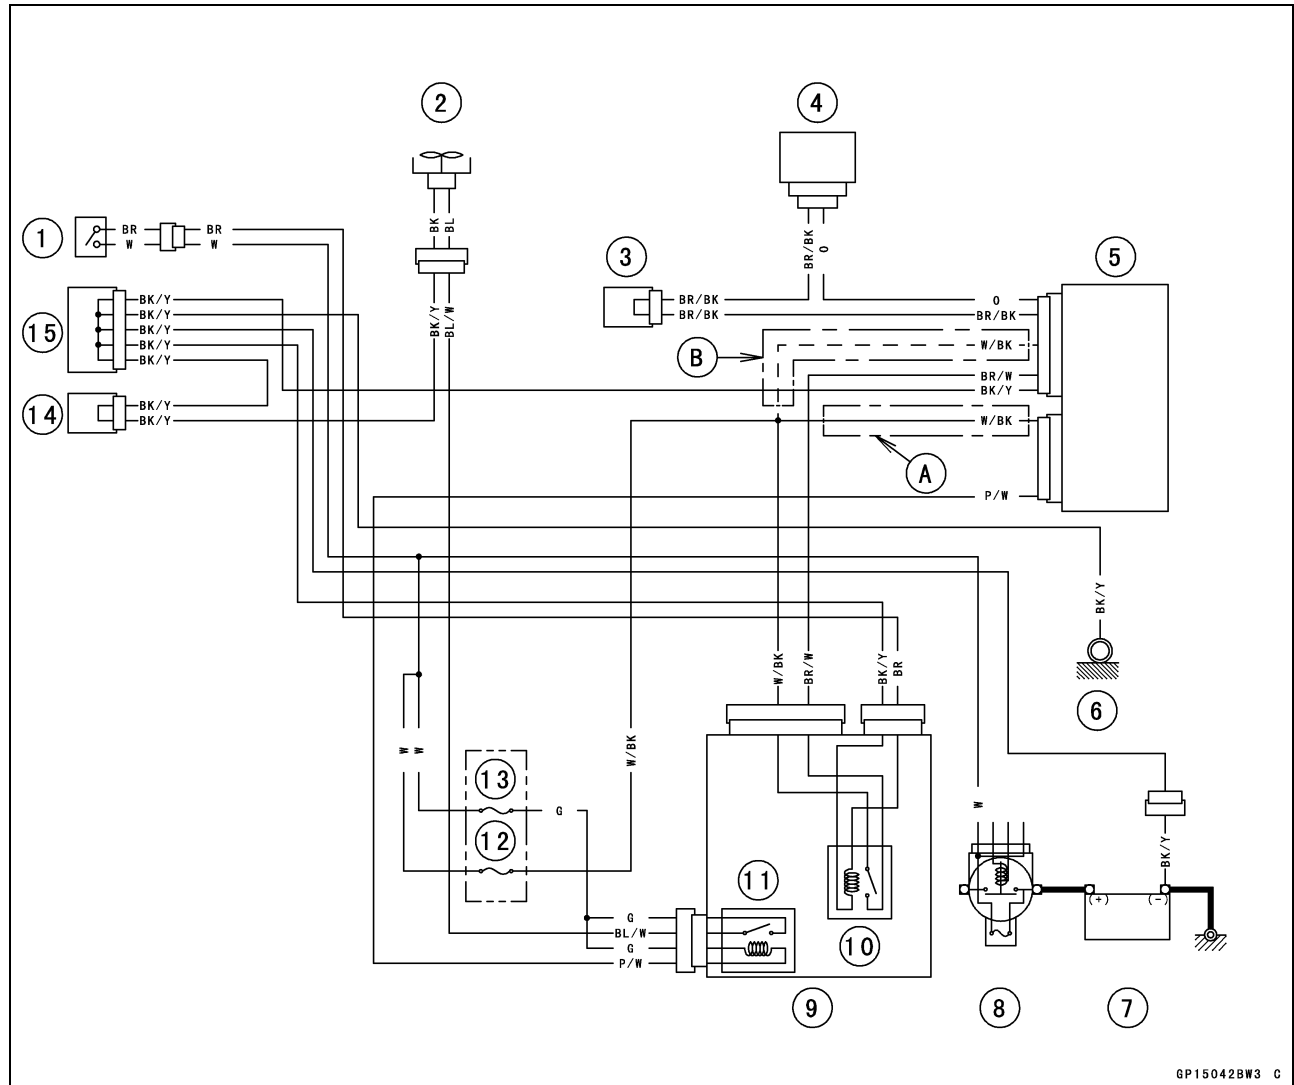 2
4
BK
BL
BR/BK
O
1
BR
BR
W
W
3
5
15
BK/Y
BK/Y
BK/Y
BK/Y
BK/Y
BK/Y
BL/W
BR/BK
BR/BK
O
BR/BK
B
W/BK
BR/W
BK/Y
14
BK/Y
BK/Y
W/BK
A
P/W
BK/Y
W/BK
BR/W
BK/Y
BR
6
W
W
W/BK
13
G
12
W
BK/Y
11
(+)
(-)
G
BL/W
G
P/W
10
9
8
7
GP15042BW3 C